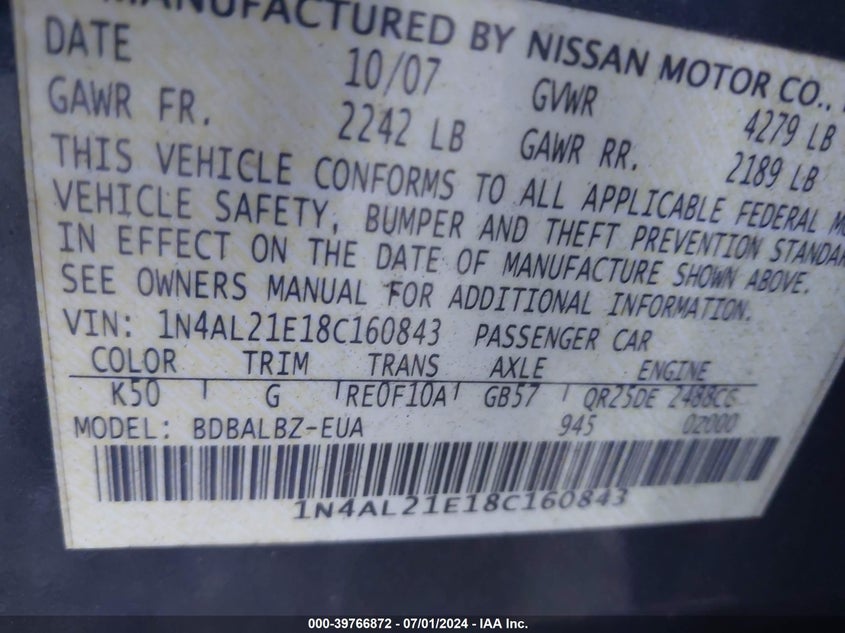 MANUFACTURED BY NISSAN MOTOR CO.,
DATE 10/07 GVWR 4279 LB
GAWR FR. 2242 LB GAWR RR. 2189 LB
THIS VEHICLE CONFORMS TO ALL APPLICABLE FEDERAL MO
VEHICLE SAFETY, BUMPER AND THEFT PREVENTION STANDAR
IN EFFECT ON THE DATE OF MANUFACTURE SHOWN ABOVE.
SEE OWNERS MANUAL FOR ADDITIONAL INFORMATION.
VIN: 1N4AL21E18C160843 PASSENGER CAR
COLOR TRIM TRANS AXLE ENGINE
K50 G RE0F10A GB57 QR25DE 2488CC
MODEL: BDBALBZ-EUA 945 02000
1N4AL21E18C160843
000-39766872 - 07/01/2024 - IAA Inc.